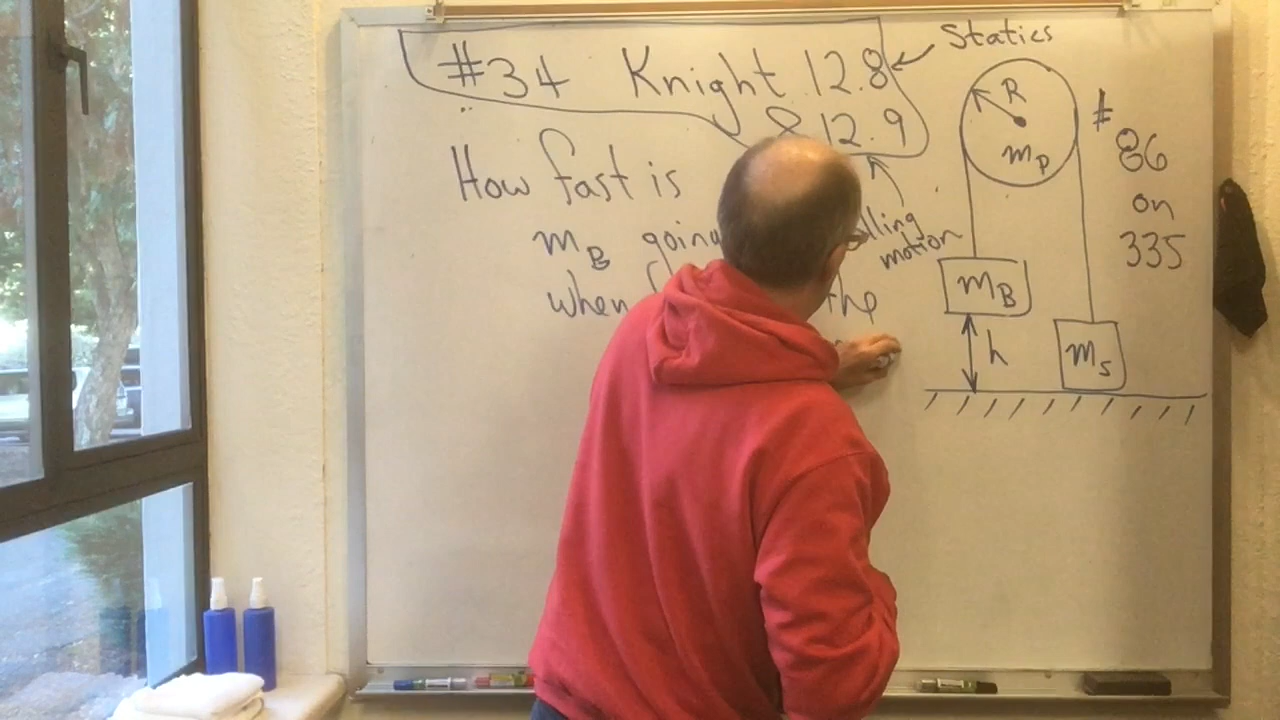 #34 Knight 12.8
& 12.9
Statics
How fast is
m_B going
when
the
motion
R
m_P
#
86
on
335
m_B
h
m_S